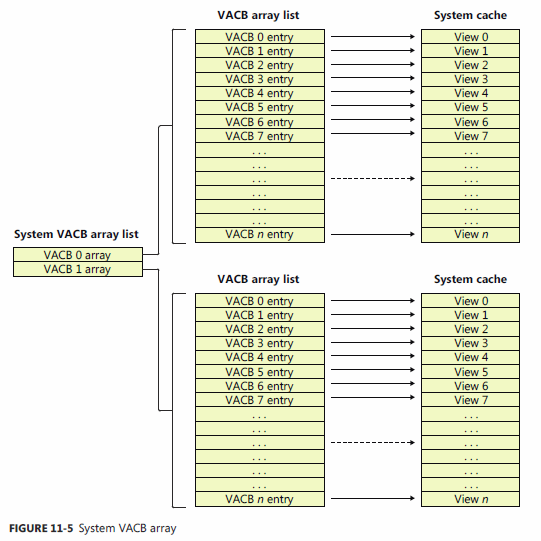 VACB array list System cache
VACB 0 entry View 0
VACB 1 entry View 1
VACB 2 entry View 2
VACB 3 entry View 3
VACB 4 entry View 4
VACB 5 entry View 5
VACB 6 entry View 6
VACB 7 entry View 7
. . . . . .
. . . . . .
. . . . . .
. . . . . .
. . . . . .
. . . . . .
VACB n entry View n
System VACB array list
VACB 0 array
VACB 1 array
VACB array list System cache
VACB 0 entry View 0
VACB 1 entry View 1
VACB 2 entry View 2
VACB 3 entry View 3
VACB 4 entry View 4
VACB 5 entry View 5
VACB 6 entry View 6
VACB 7 entry View 7
. . . . . .
. . . . . .
. . . . . .
. . . . . .
. . . . . .
. . . . . .
VACB n entry View n
FIGURE 11-5 System VACB array